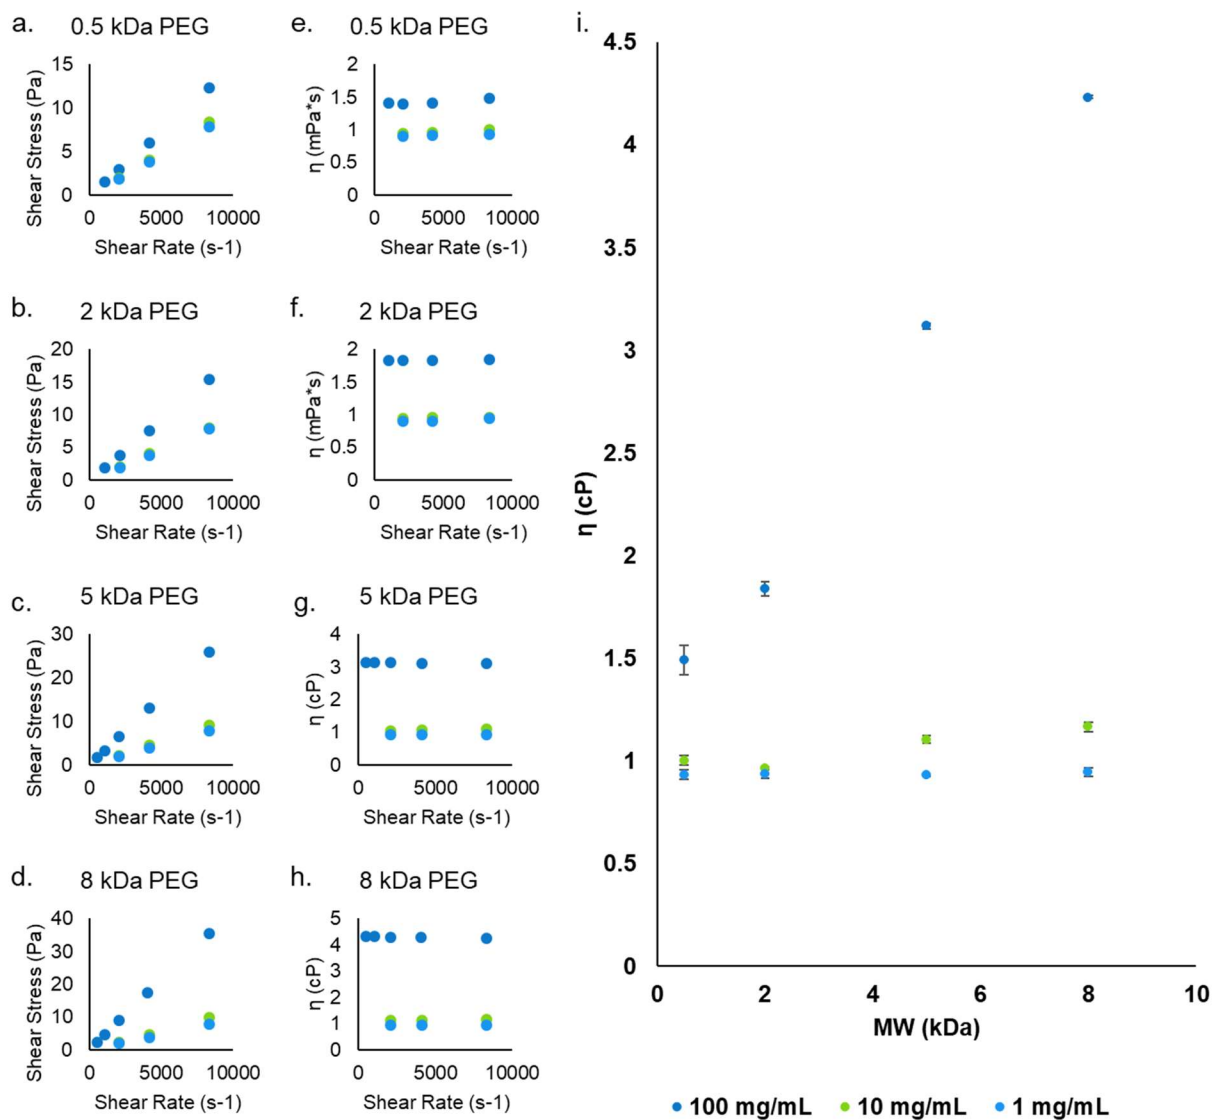 a. 0.5 kDa PEG
15
10
5
0
0 5000 10000
Shear Stress (Pa)
Shear Rate (s-1)
e. 0.5 kDa PEG
2
1.5
1
0.5
0
0 5000 10000
η (mPa*s)
Shear Rate (s-1)
b. 2 kDa PEG
20
15
10
5
0
0 5000 10000
Shear Stress (Pa)
Shear Rate (s-1)
f. 2 kDa PEG
2
1.5
1
0.5
0
0 5000 10000
η (mPa*s)
Shear Rate (s-1)
c. 5 kDa PEG
30
20
10
0
0 5000 10000
Shear Stress (Pa)
Shear Rate (s-1)
g. 5 kDa PEG
4
3
2
1
0
0 5000 10000
η (cP)
Shear Rate (s-1)
d. 8 kDa PEG
40
30
20
10
0
0 5000 10000
Shear Stress (Pa)
Shear Rate (s-1)
h. 8 kDa PEG
5
4
3
2
1
0
0 5000 10000
η (cP)
Shear Rate (s-1)
i.
4.5
4
3.5
3
2.5
2
1.5
1
0.5
0
0 2 4 6 8 10
η (cP)
MW (kDa)
100 mg/mL 10 mg/mL 1 mg/mL